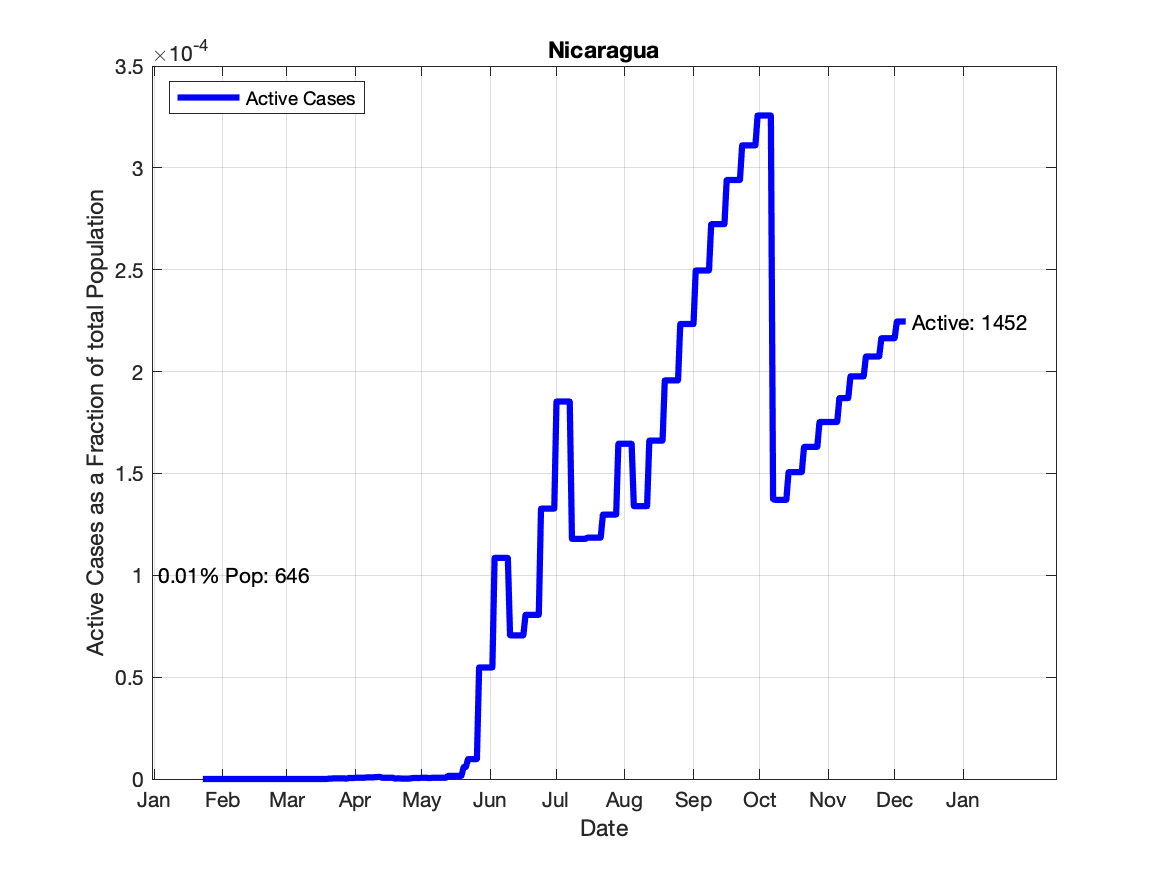 Nicaragua
×10-4
3.5
3
2.5
2
1.5
1
0.5
0
Active Cases
Active: 1452
0.01% Pop: 646
Active Cases as a Fraction of total Population
Jan Feb Mar Apr May Jun Jul Aug Sep Oct Nov Dec Jan
Date